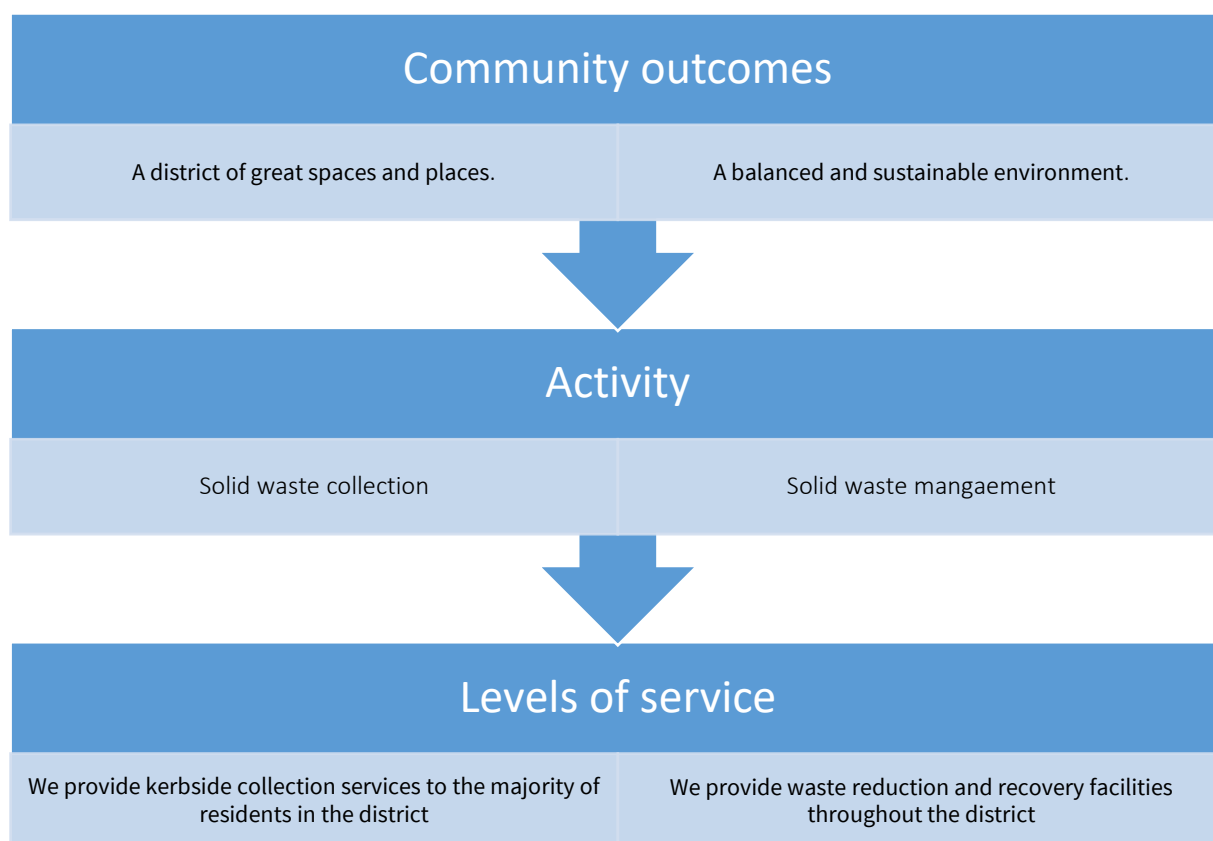 Community outcomes
A district of great spaces and places.
A balanced and sustainable environment.
Activity
Solid waste collection
Solid waste mangaement
Levels of service
We provide kerbside collection services to the majority of
residents in the district
We provide waste reduction and recovery facilities
throughout the district